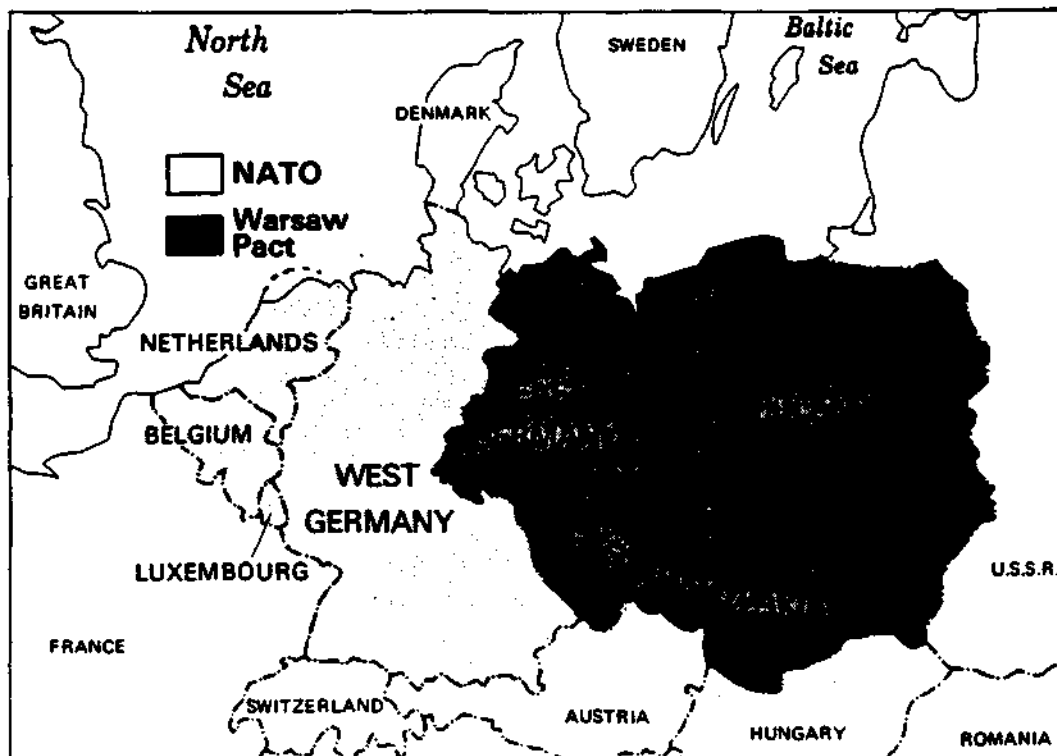 North
Sea
Baltic
Sea
SWEDEN
DENMARK
NATO
Warsaw
Pact
GREAT
BRITAIN
NETHERLANDS
BELGIUM
WEST
GERMANY
LUXEMBOURG
U.S.S.R.
FRANCE
SWITZERLAND
AUSTRIA
HUNGARY
ROMANIA